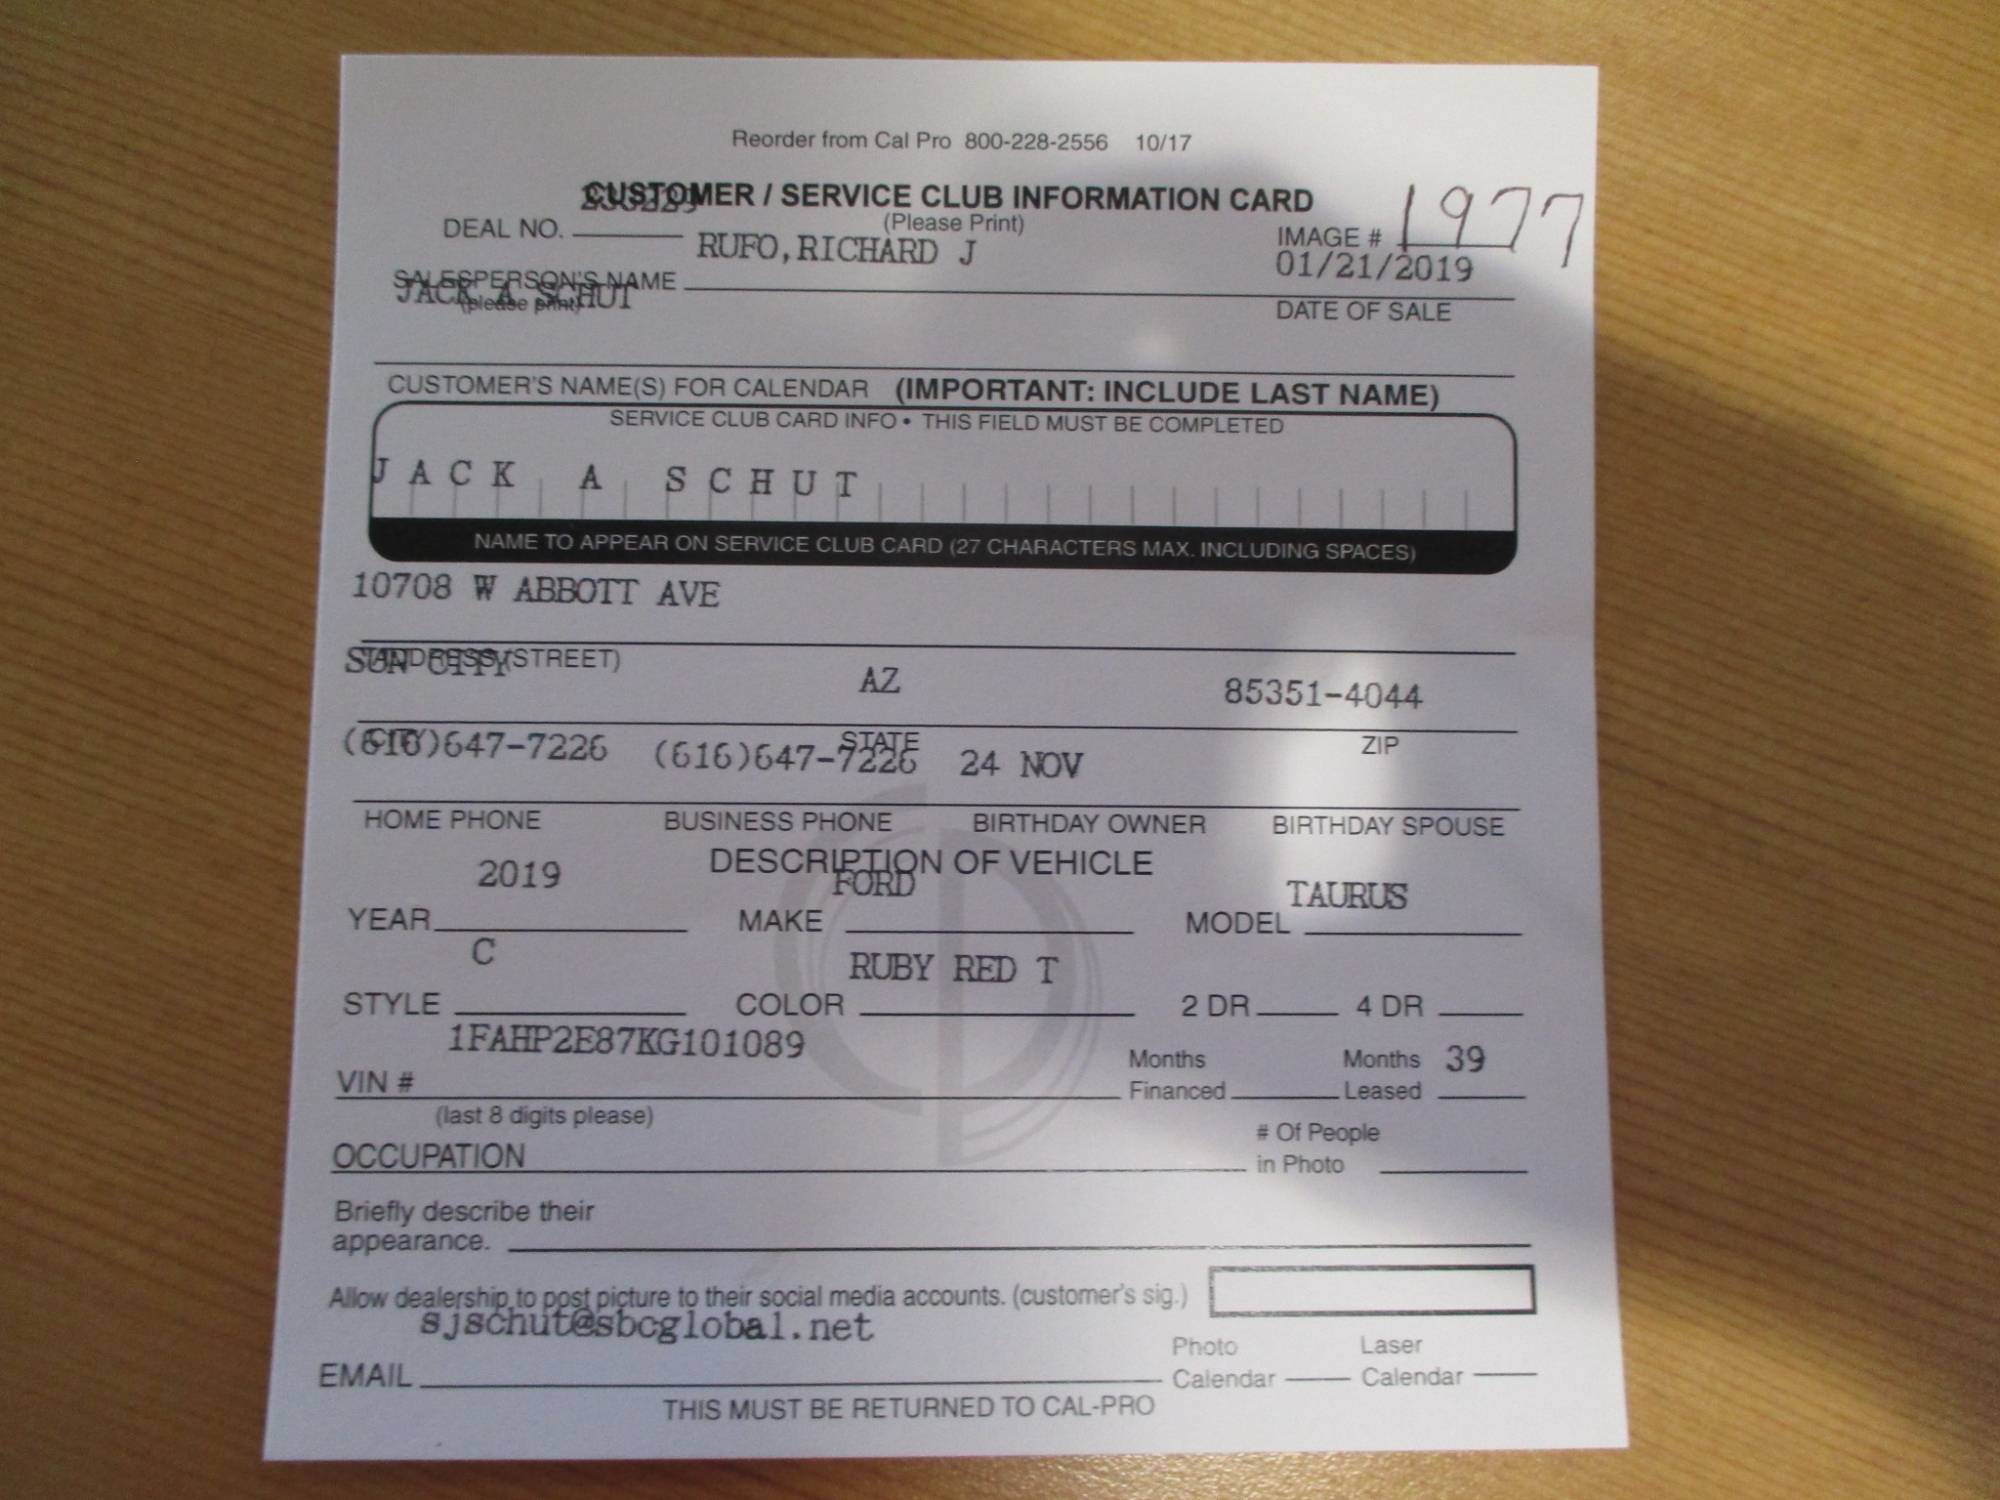 Reorder from Cal Pro 800-228-2556 10/17
CUSTOMER / SERVICE CLUB INFORMATION CARD
(Please Print)
DEAL NO. IMAGE # 1977
RUFO,RICHARD J 01/21/2019
SALESPERSON'S NAME
JACK A SCHUT
(please print) DATE OF SALE
CUSTOMER'S NAME(S) FOR CALENDAR (IMPORTANT: INCLUDE LAST NAME)
SERVICE CLUB CARD INFO • THIS FIELD MUST BE COMPLETED
JACK A SCHUT
NAME TO APPEAR ON SERVICE CLUB CARD (27 CHARACTERS MAX. INCLUDING SPACES)
10708 W ABBOTT AVE
ADDRESS (STREET)
SUN CITY AZ 85351-4044
CITY STATE ZIP
(616)647-7226 (616)647-7226 24 NOV
HOME PHONE BUSINESS PHONE BIRTHDAY OWNER BIRTHDAY SPOUSE
DESCRIPTION OF VEHICLE
2019 FORD TAURUS
YEAR MAKE MODEL
C RUBY RED T
STYLE COLOR 2 DR 4 DR
1FAHP2E87KG101089
Months Months 39
VIN # Financed Leased
(last 8 digits please)
# Of People
OCCUPATION in Photo
Briefly describe their
appearance.
Allow dealership to post picture to their social media accounts. (customer's sig.)
sjschut@sbcglobal.net
Photo Laser
EMAIL Calendar Calendar
THIS MUST BE RETURNED TO CAL-PRO